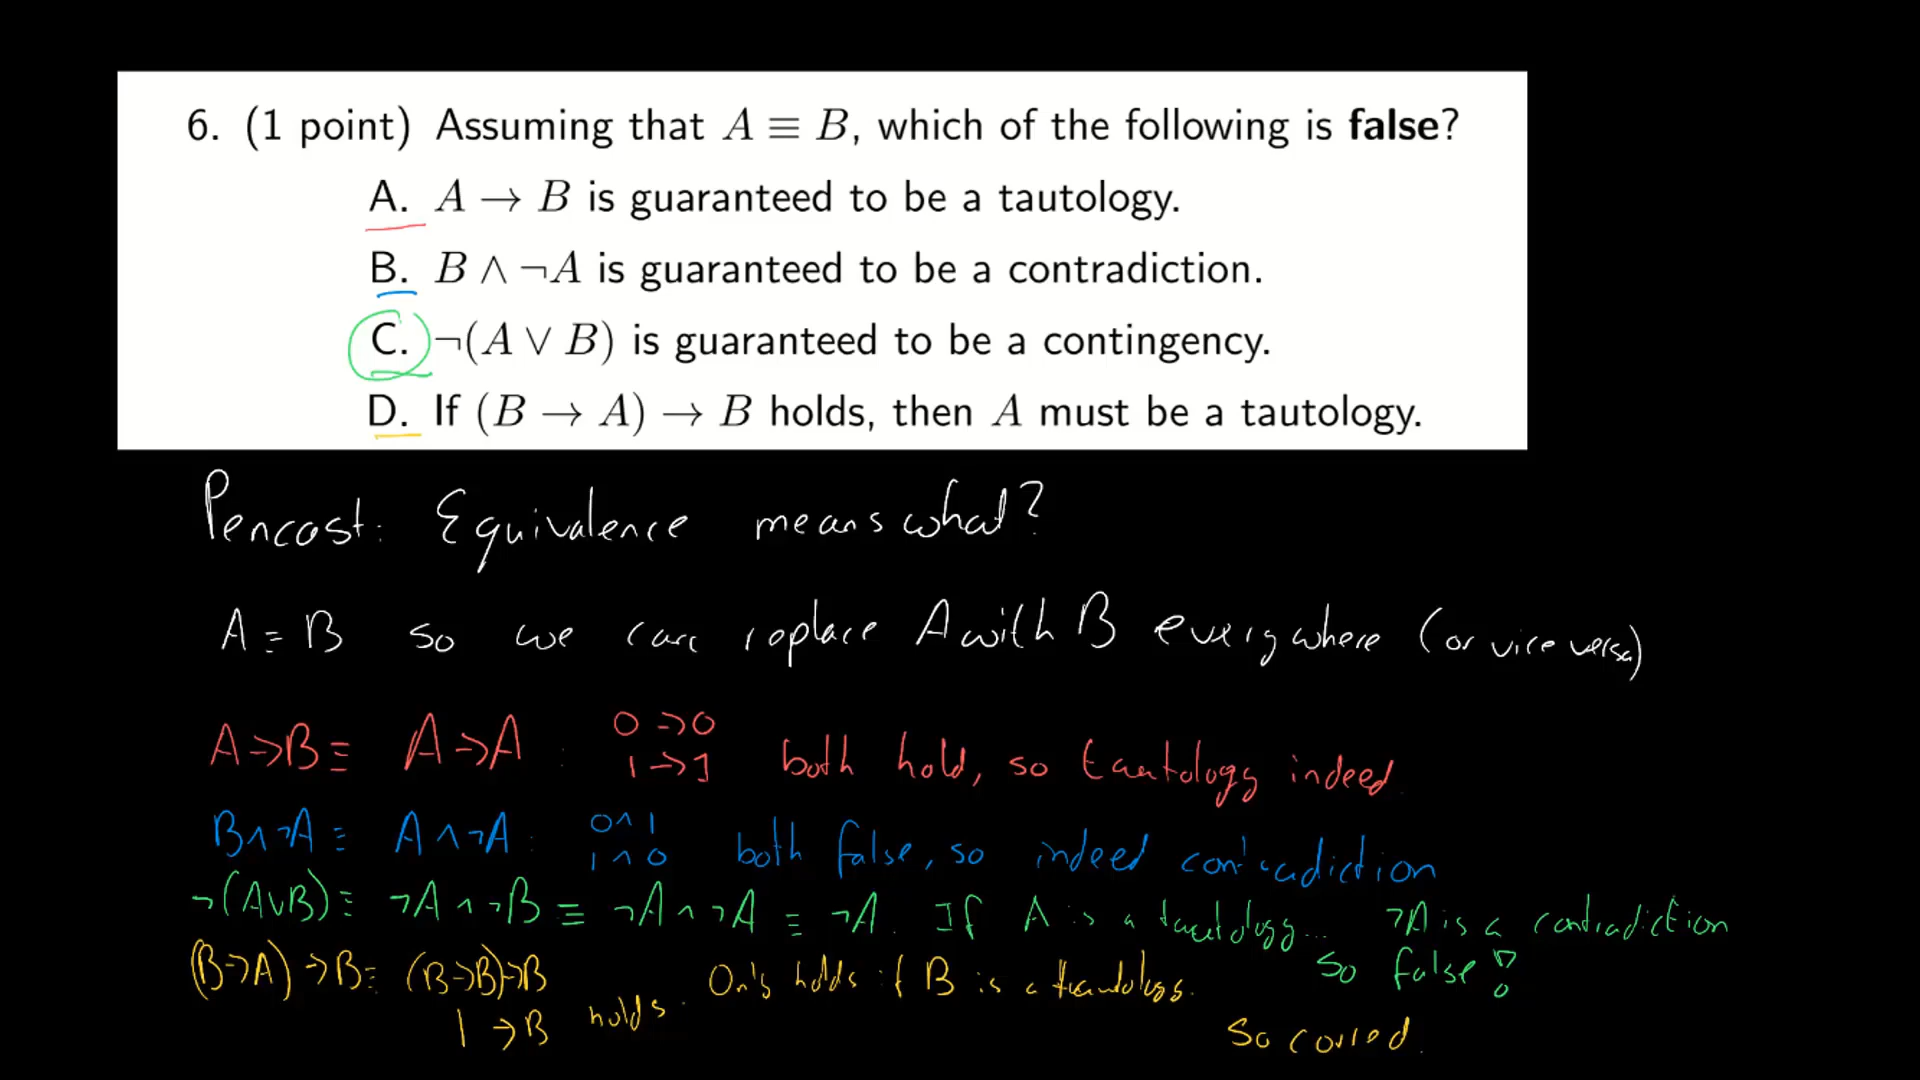 6. (1 point) Assuming that A ≡ B, which of the following is false?
A. A → B is guaranteed to be a tautology.
B. B ∧ ¬A is guaranteed to be a contradiction.
C. ¬(A ∨ B) is guaranteed to be a contingency.
D. If (B → A) → B holds, then A must be a tautology.
Pencast: Equivalence means what?
A ≡ B so we can replace A with B everywhere (or vice versa)
A → B ≡ A → A : 0 → 0
1 → 1 both hold, so tautology indeed
B ∧ ¬A ≡ A ∧ ¬A : 0 ∧ 1
1 ∧ 0 both false, so indeed contradiction
¬(A ∨ B) ≡ ¬A ∧ ¬B ≡ ¬A ∧ ¬A ≡ ¬A. If A is a tautology... ¬A is a contradiction
so false!
(B → A) → B ≡ (B → B) → B
1 → B holds. Only holds if B is a tautology.
So correct.